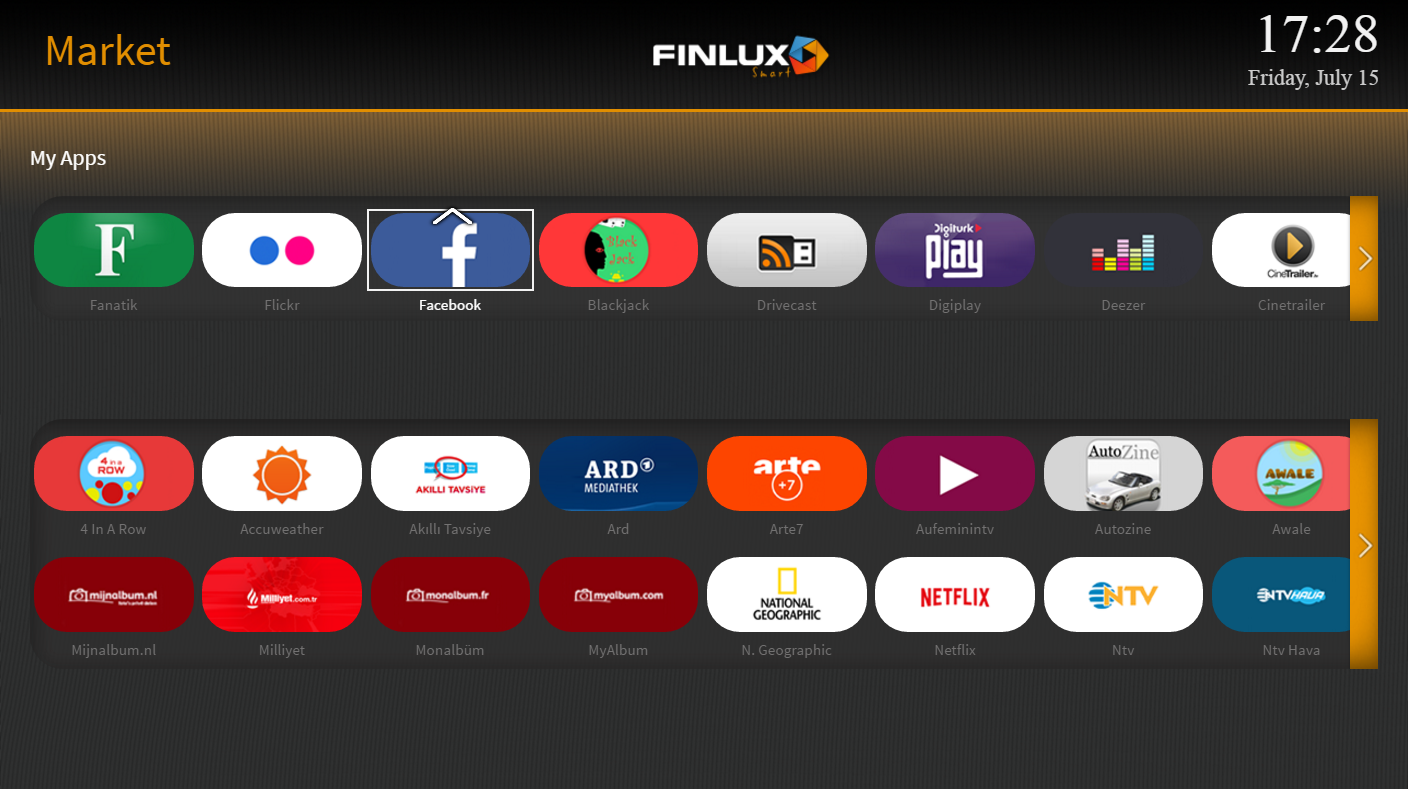 Market
FINLUX
Smart
17:28
Friday, July 15
My Apps
F
f
Black Jack
Digiturk
play
CineTrailer
Fanatik
Flickr
Facebook
Blackjack
Drivecast
Digiplay
Deezer
Cinetrailer
4 in a ROW
AKILLI TAVSİYE
ARD
MEDIATHEK
arte
+7
AutoZine
AWALE
4 In A Row
Accuweather
Akıllı Tavsiye
Ard
Arte7
Aufeminintv
Autozine
Awale
mijnalbum.nl
Milliyet.com.tr
monalbum.fr
myalbum.com
NATIONAL
GEOGRAPHIC
NETFLIX
NTV
NTVHAVA
Mijnalbum.nl
Milliyet
Monalbüm
MyAlbum
N. Geographic
Netflix
Ntv
Ntv Hava